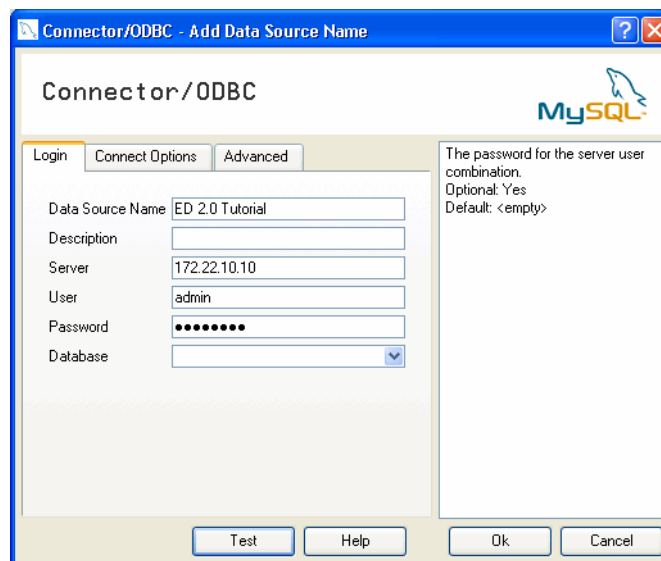 Connector/ODBC - Add Data Source Name
Connector/ODBC
MySQL
Login
Connect Options
Advanced
Data Source Name ED 2.0 Tutorial
Description
Server 172.22.10.10
User admin
Password ●●●●●●●●
Database
The password for the server user
combination.
Optional: Yes
Default: <empty>
Test
Help
Ok
Cancel